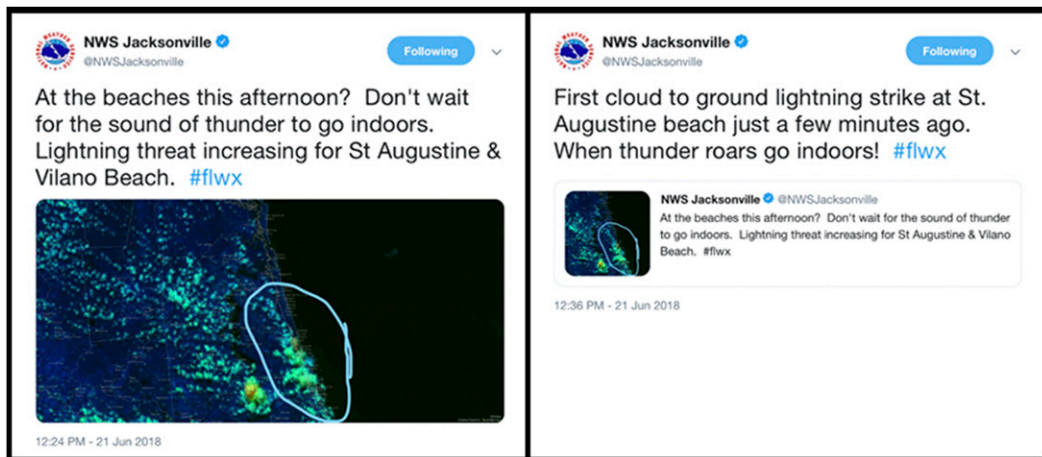 NWS Jacksonville
@NWSJacksonville
Following
At the beaches this afternoon? Don't wait
for the sound of thunder to go indoors.
Lightning threat increasing for St Augustine &
Vilano Beach. #flwx
12:24 PM - 21 Jun 2018
NWS Jacksonville
@NWSJacksonville
Following
First cloud to ground lightning strike at St.
Augustine beach just a few minutes ago.
When thunder roars go indoors! #flwx
NWS Jacksonville @NWSJacksonville
At the beaches this afternoon? Don't wait for the sound of thunder
to go indoors. Lightning threat increasing for St Augustine & Vilano
Beach. #flwx
12:36 PM - 21 Jun 2018